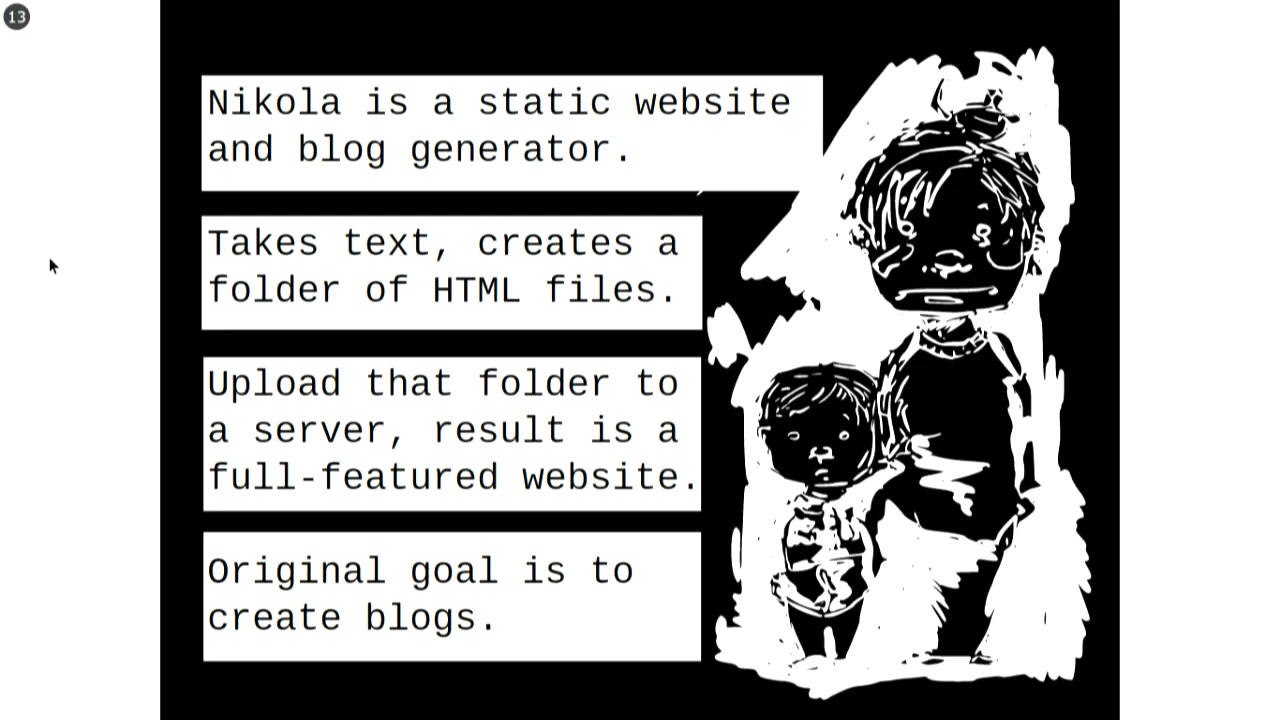 13
Nikola is a static website
and blog generator.
Takes text, creates a
folder of HTML files.
Upload that folder to
a server, result is a
full-featured website.
Original goal is to
create blogs.